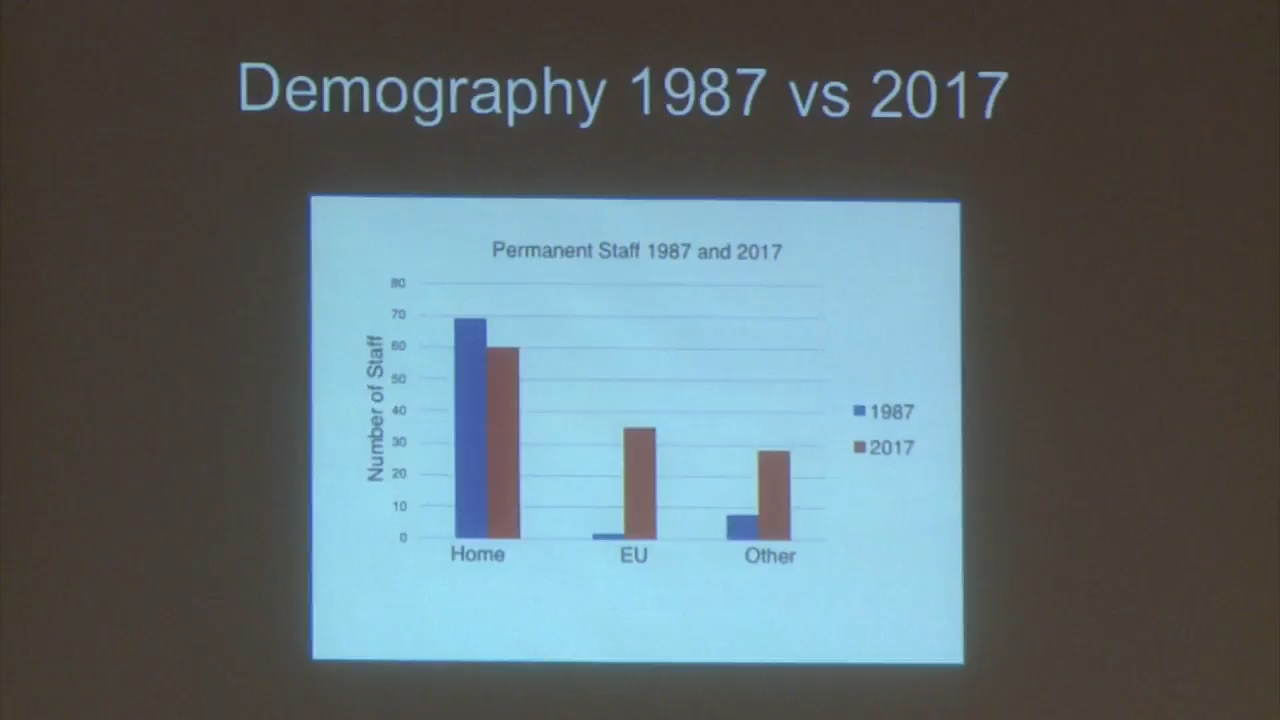 Demography 1987 vs 2017
Permanent Staff 1987 and 2017
Number of Staff
80
70
60
50
40
30
20
10
0
Home EU Other
1987
2017